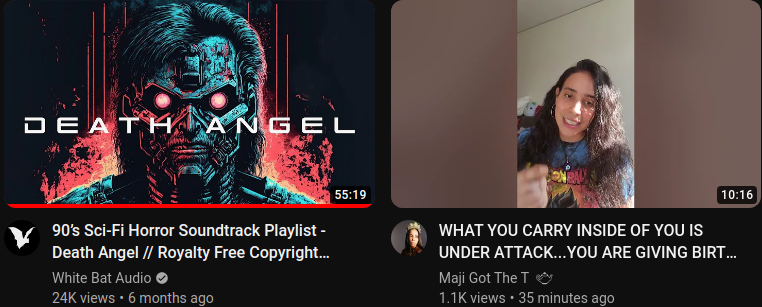 DEATH ANGEL
55:19
10:16
90's Sci-Fi Horror Soundtrack Playlist -
Death Angel // Royalty Free Copyright...
White Bat Audio
24K views • 6 months ago
WHAT YOU CARRY INSIDE OF YOU IS
UNDER ATTACK...YOU ARE GIVING BIRT...
Maji Got The T 🫖
1.1K views • 35 minutes ago